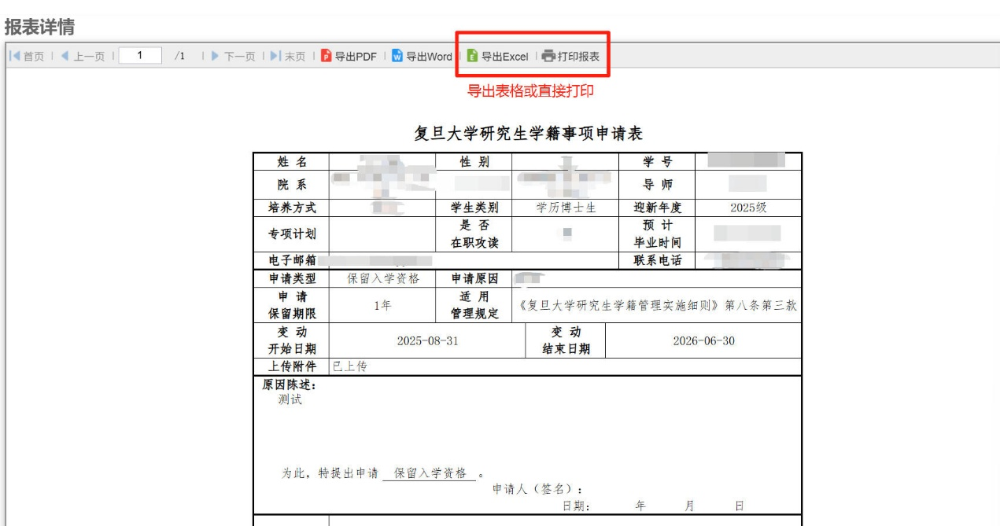 报表详情
首页 上一页 1 /1 下一页 末页 导出PDF 导出Word 导出Excel 打印报表
导出表格或直接打印
复旦大学研究生学籍事项申请表
姓 名 性 别 学 号
院 系 导 师
培养方式 学生类别 学历博士生 迎新年度 2025级
专项计划 是 否 预 计
在职攻读 毕业时间
电子邮箱 联系电话
申请类型 保留入学资格 申请原因
申 请 适 用
保留期限 1年 管理规定 《复旦大学研究生学籍管理实施细则》第八条第三款
变 动 变 动
开始日期 2025-08-31 结束日期 2026-06-30
上传附件 已上传
原因陈述：
测试
为此，特提出申请 保留入学资格 。
申请人（签名）：
日期： 年 月 日